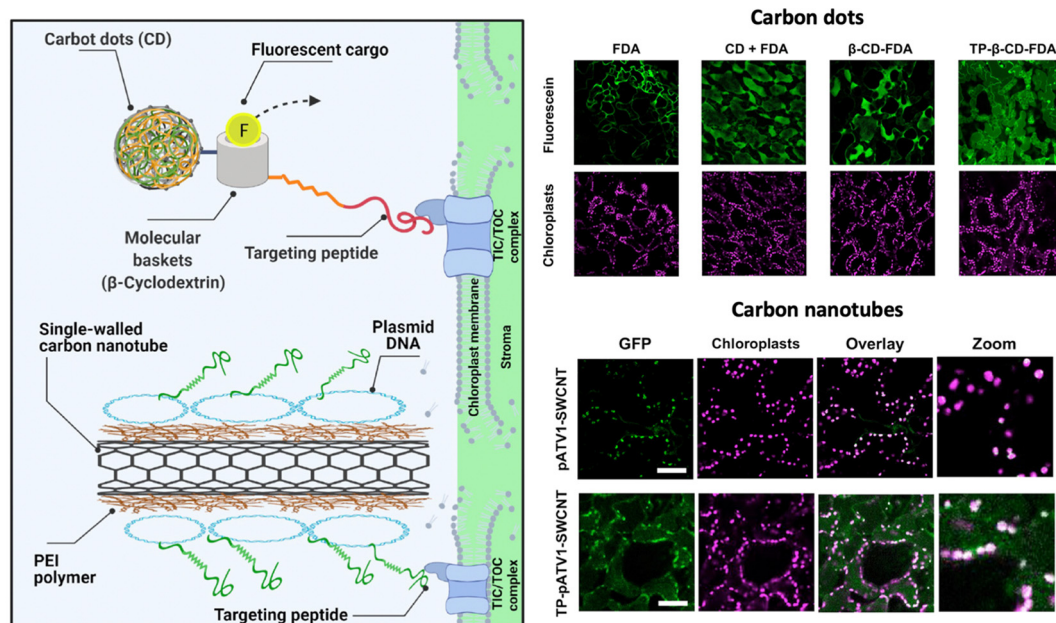 Carbot dots (CD)
Fluorescent cargo
F
Molecular
baskets
(β-Cyclodextrin)
Targeting peptide
TIC/TOC
complex
Single-walled
carbon nanotube
Plasmid
DNA
Chloroplast membrane
Stroma
PEI
polymer
Targeting peptide
TIC/TOC
complex
Carbon dots
FDA
CD + FDA
β-CD-FDA
TP-β-CD-FDA
Fluorescein
Chloroplasts
Carbon nanotubes
GFP
Chloroplasts
Overlay
Zoom
pATV1-SWCNT
TP-pATV1-SWCNT